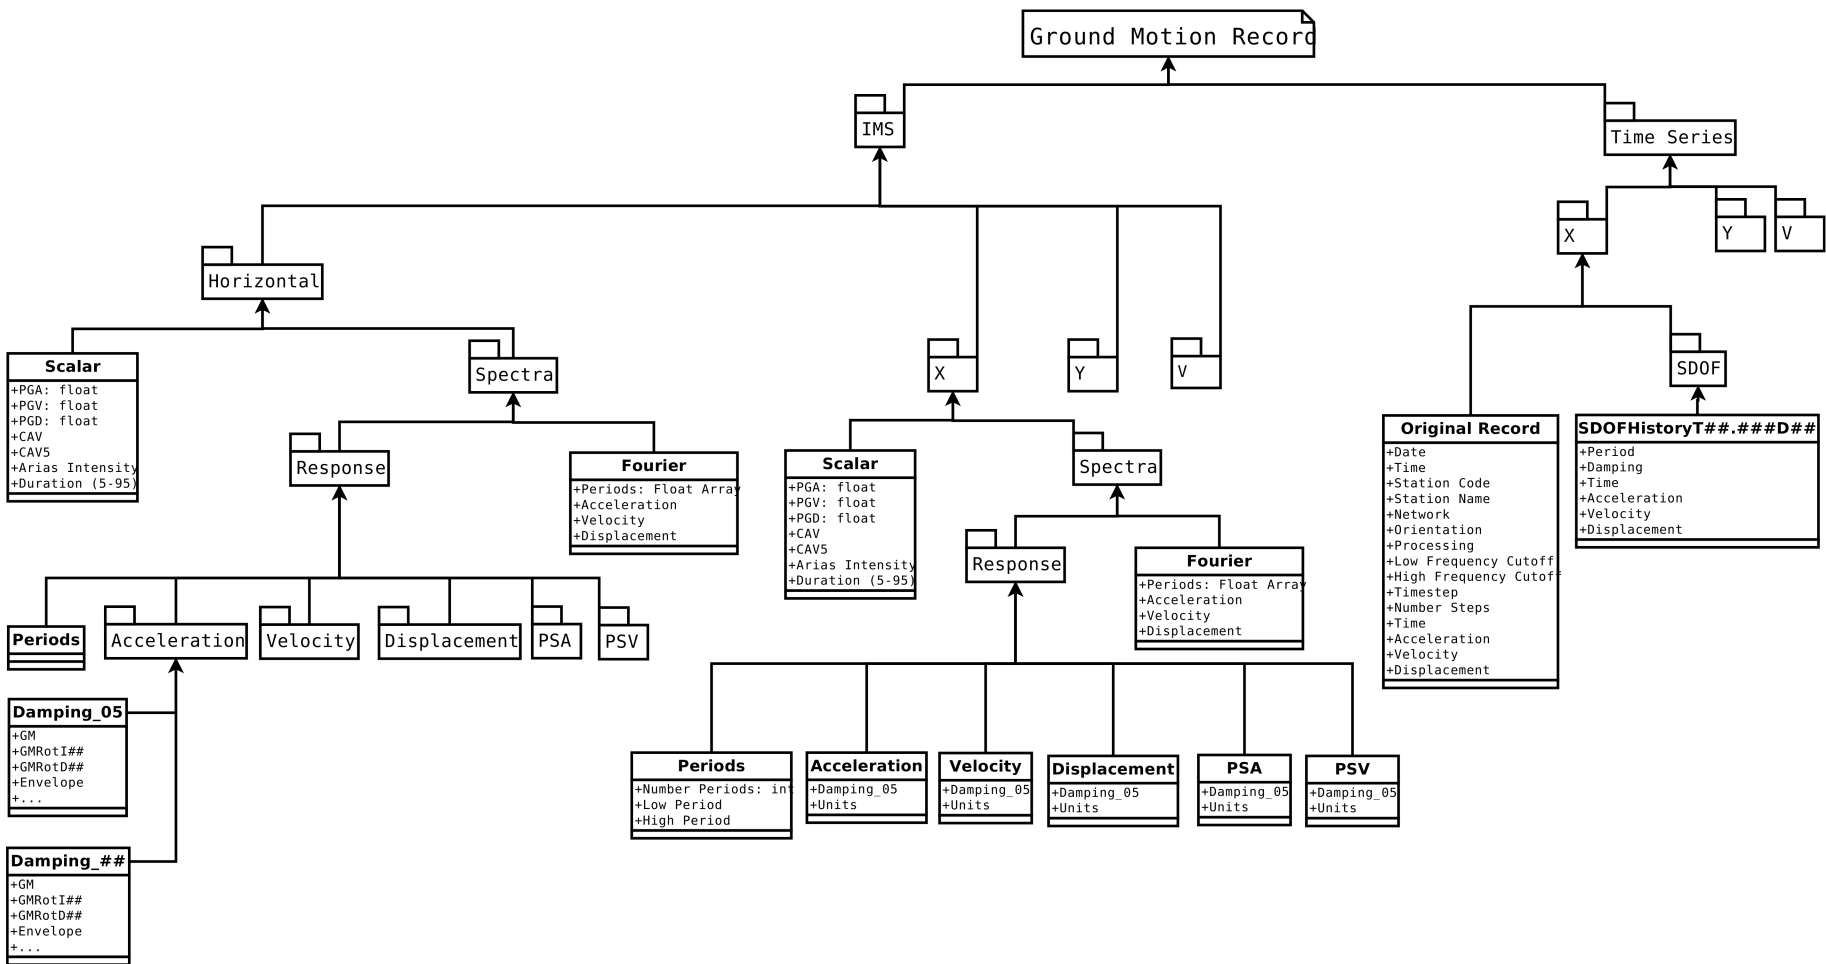 Ground Motion Record
IMS
Time Series
X
Y
V
Horizontal
Scalar
+PGA: float
+PGV: float
+PGD: float
+CAV
+CAV5
+Arias Intensity
+Duration (5-95)
Spectra
Response
Fourier
+Periods: Float Array
+Acceleration
+Velocity
+Displacement
Periods
Acceleration
Velocity
Displacement
PSA
PSV
Damping_05
+GM
+GMRotI##
+GMRotD##
+Envelope
+...
Damping_##
+GM
+GMRotI##
+GMRotD##
+Envelope
+...
X
Y
V
Scalar
+PGA: float
+PGV: float
+PGD: float
+CAV
+CAV5
+Arias Intensity
+Duration (5-95)
Spectra
Response
Fourier
+Periods: Float Array
+Acceleration
+Velocity
+Displacement
Periods
+Number Periods: int
+Low Period
+High Period
Acceleration
+Damping_05
+Units
Velocity
+Damping_05
+Units
Displacement
+Damping_05
+Units
PSA
+Damping_05
+Units
PSV
+Damping_05
+Units
SDOF
Original Record
+Date
+Time
+Station Code
+Station Name
+Network
+Orientation
+Processing
+Low Frequency Cutoff
+High Frequency Cutoff
+Timestep
+Number Steps
+Time
+Acceleration
+Velocity
+Displacement
SDOFHistoryT##.###D##
+Period
+Damping
+Time
+Acceleration
+Velocity
+Displacement